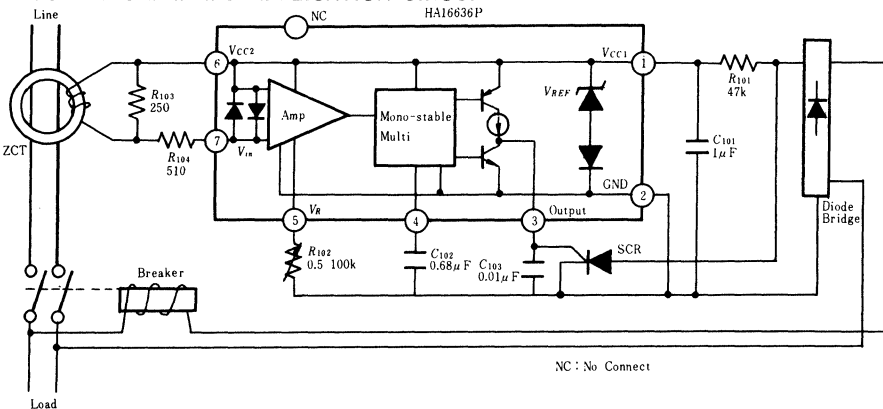 Line
NC
HA16636P
VCC2
VCC1
6
1
R103
250
Amp
Mono-stable
Multi
VREF
R101
47k
ZCT
R104
510
7
Vin
C101
1μF
GND
2
VR
Output
5
4
3
Diode
Bridge
R102
0.5 100k
C102
0.68μF
C103
0.01μF
SCR
Breaker
NC : No Connect
Load